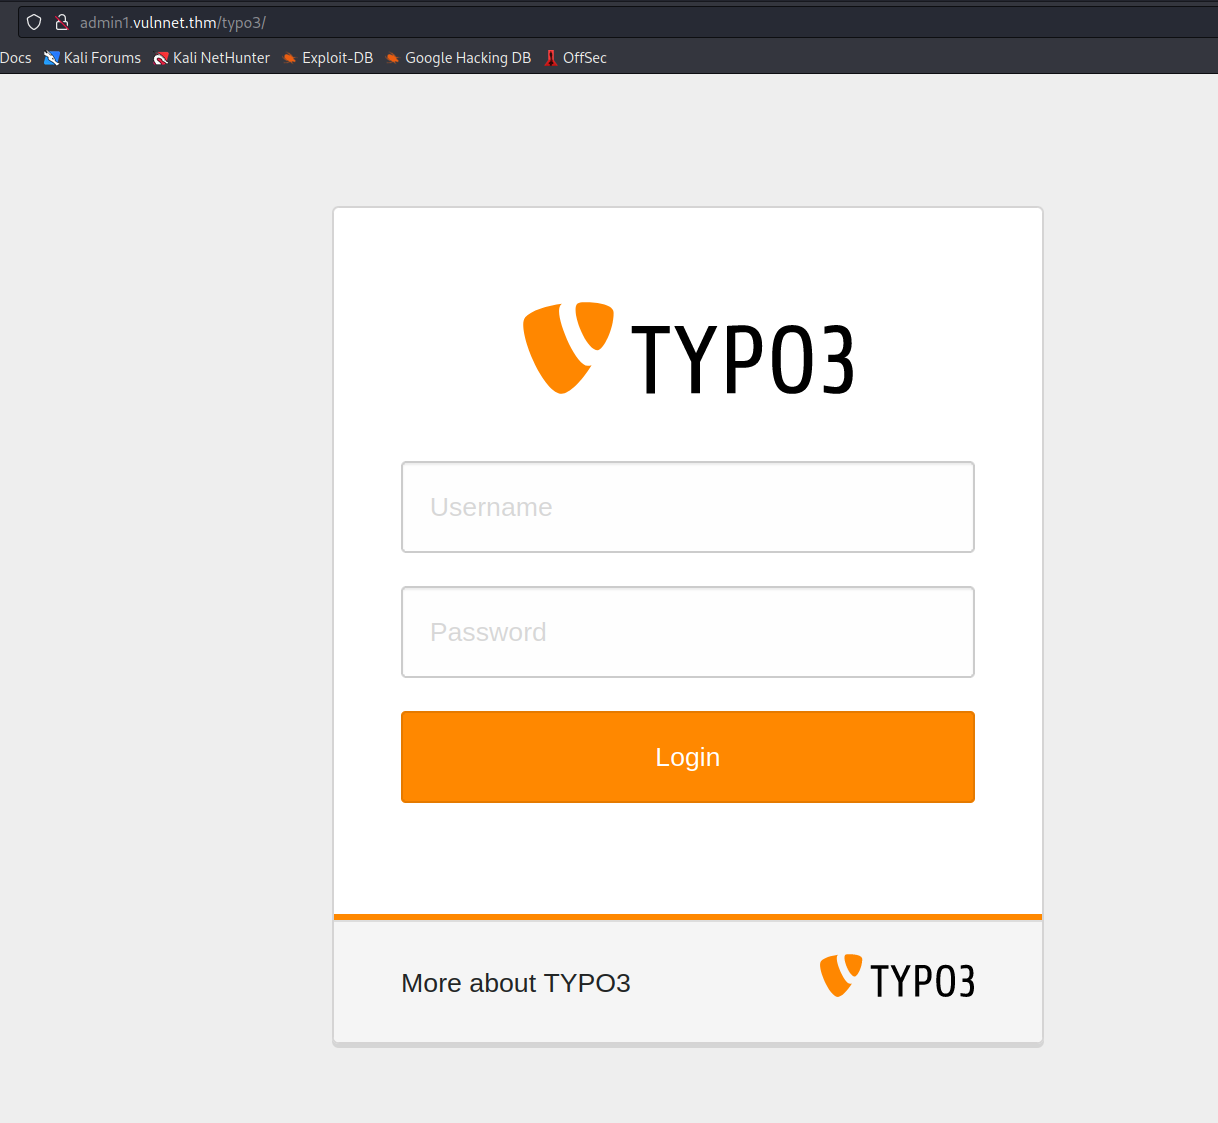 admin1.vulnnet.thm/typo3/
Docs Kali Forums Kali NetHunter Exploit-DB Google Hacking DB OffSec
TYPO3
Username
Password
Login
More about TYPO3 TYPO3